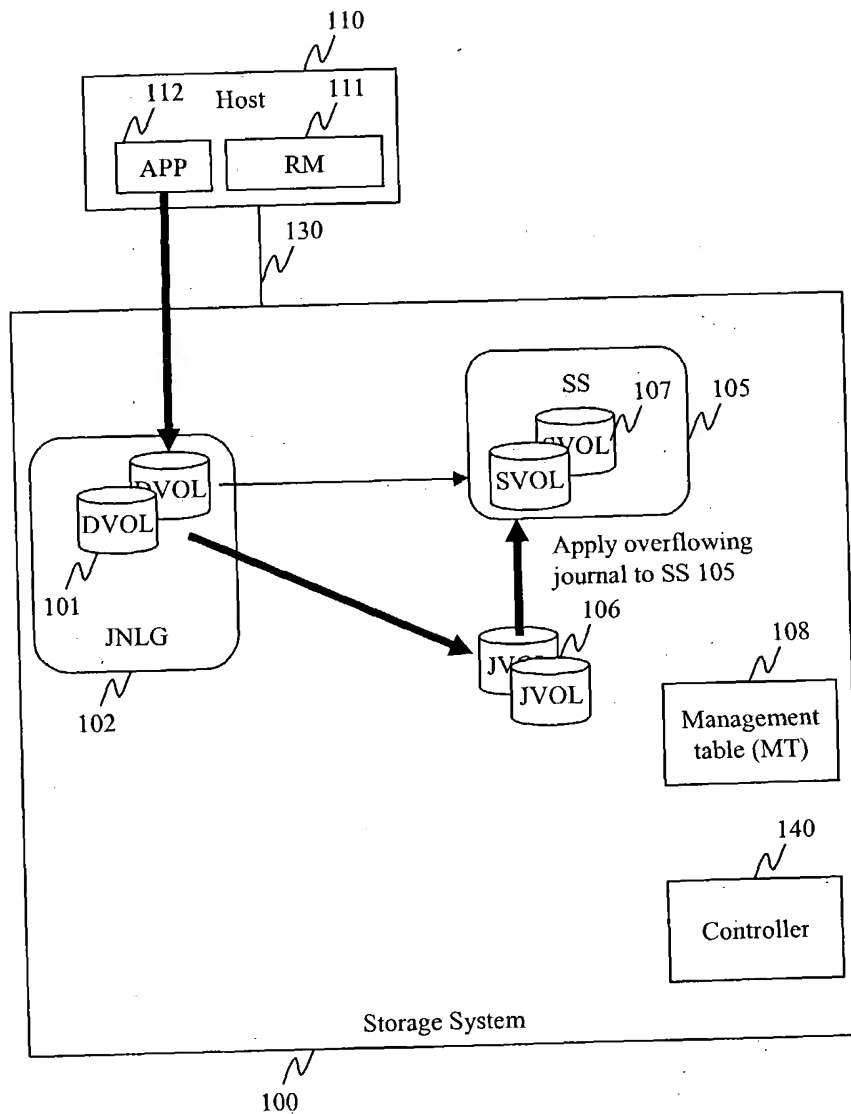 110
112
111
Host
APP
RM
130
SS
107
105
SVOL
SVOL
DVOL
DVOL
Apply overflowing
journal to SS 105
101
106
JNLG
JVOL
JVOL
108
102
Management
table (MT)
140
Controller
Storage System
100